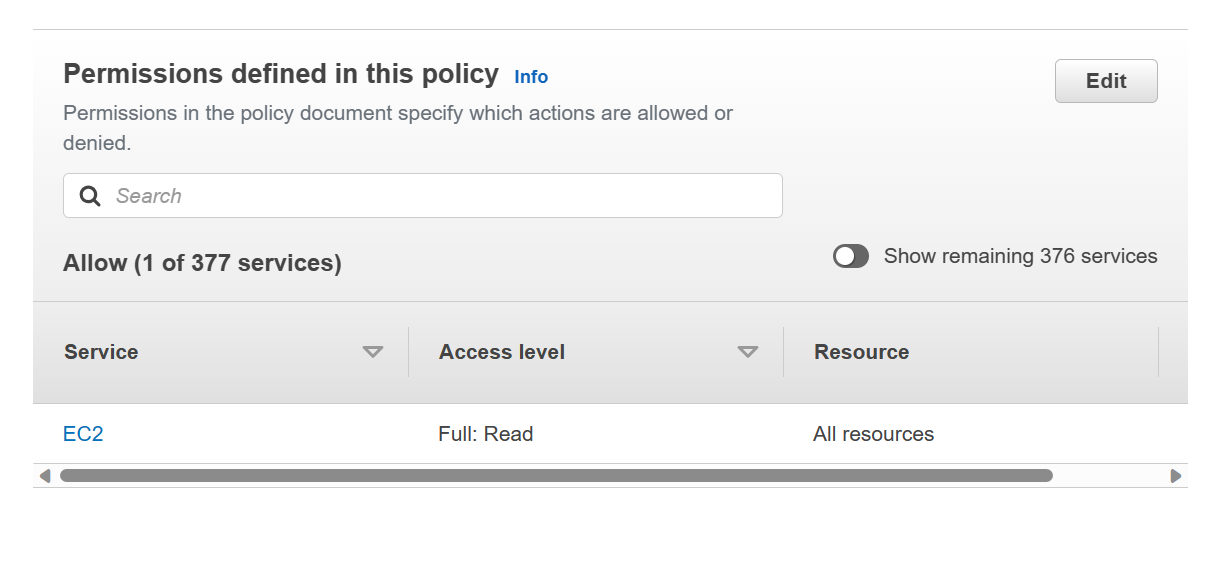 Permissions defined in this policy Info
Edit
Permissions in the policy document specify which actions are allowed or
denied.
Search
Allow (1 of 377 services)
Show remaining 376 services
Service Access level Resource
EC2 Full: Read All resources